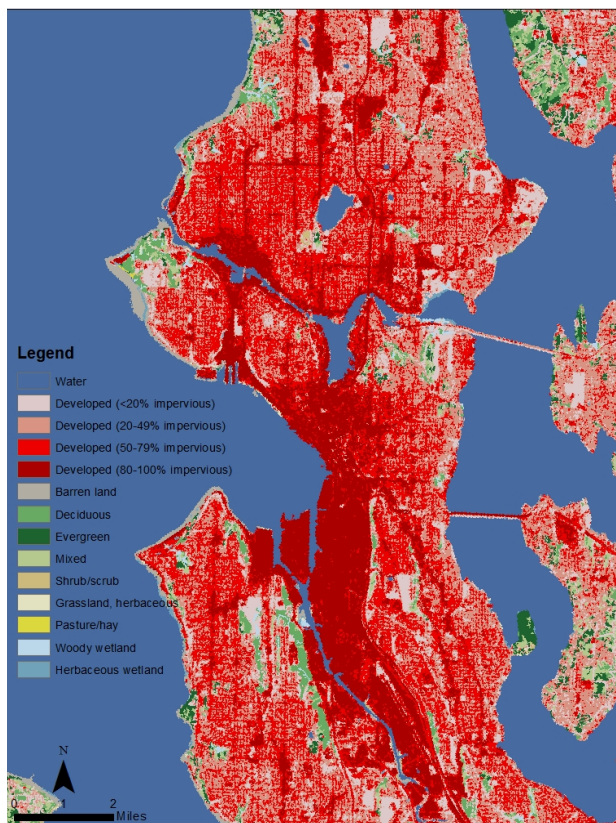 Legend
Water
Developed (<20% impervious)
Developed (20-49% impervious)
Developed (50-79% impervious)
Developed (80-100% impervious)
Barren land
Deciduous
Evergreen
Mixed
Shrub/scrub
Grassland, herbaceous
Pasture/hay
Woody wetland
Herbaceous wetland
N
0 1 2
Miles